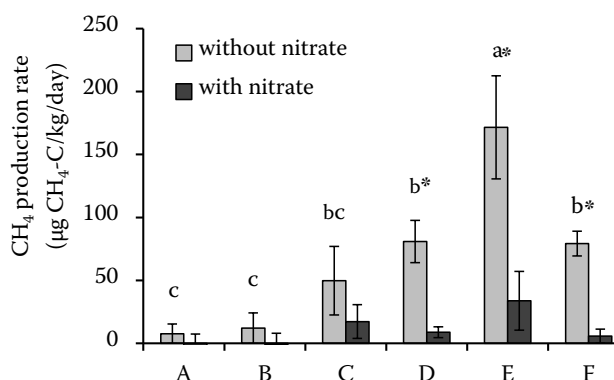 CH₄ production rate
(µg CH₄-C/kg/day)
250
200
150
100
50
0
without nitrate
with nitrate
c
c
bc
b*
a*
b*
A
B
C
D
E
F